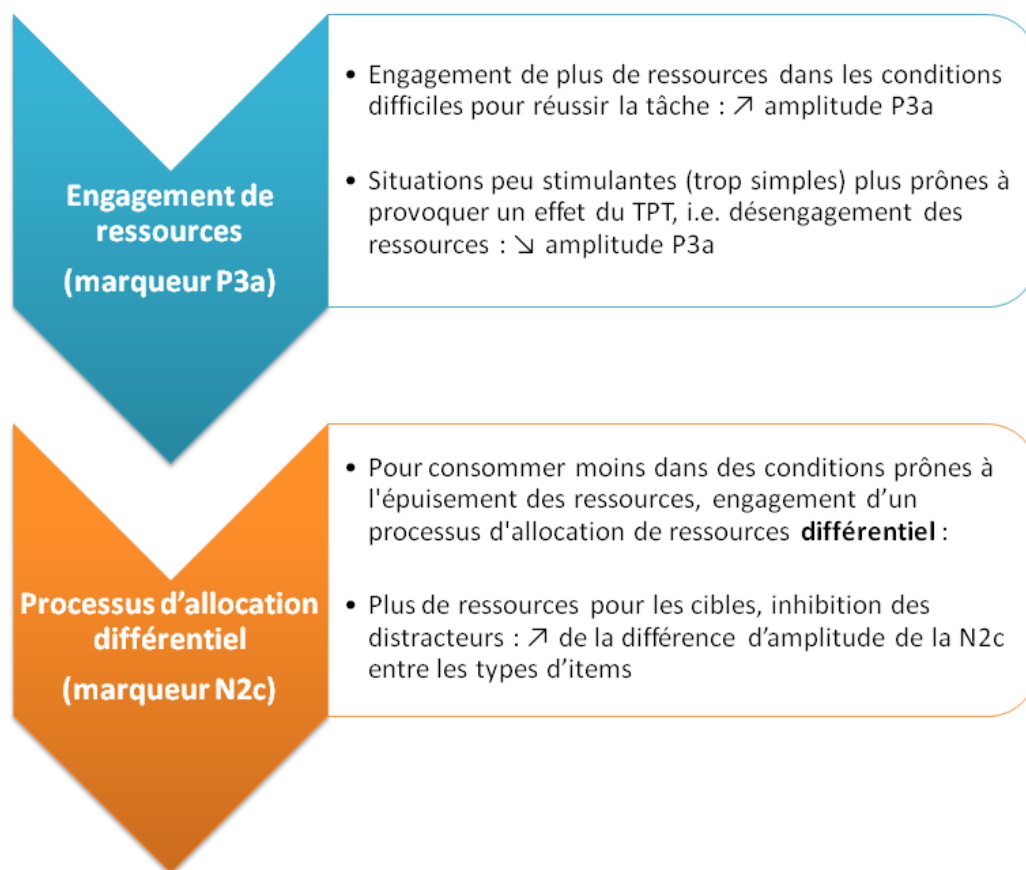 Engagement de
ressources
(marqueur P3a)
• Engagement de plus de ressources dans les conditions
difficiles pour réussir la tâche : ↗ amplitude P3a
• Situations peu stimulantes (trop simples) plus prônes à
provoquer un effet du TPT, i.e. désengagement des
ressources : ↘ amplitude P3a
Processus d’allocation
différentiel
(marqueur N2c)
• Pour consommer moins dans des conditions prônes à
l'épuisement des ressources, engagement d’un
processus d'allocation de ressources différentiel :
• Plus de ressources pour les cibles, inhibition des
distracteurs : ↗ de la différence d’amplitude de la N2c
entre les types d’items